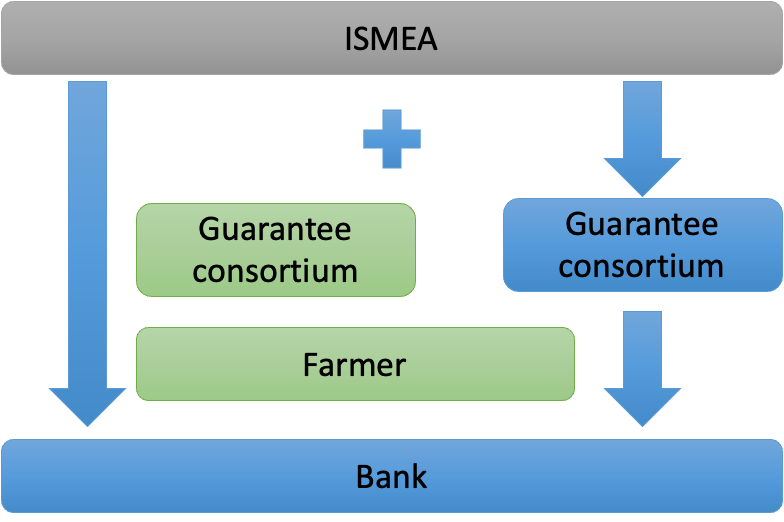 ISMEA
Guarantee
consortium
Guarantee
consortium
Farmer
Bank